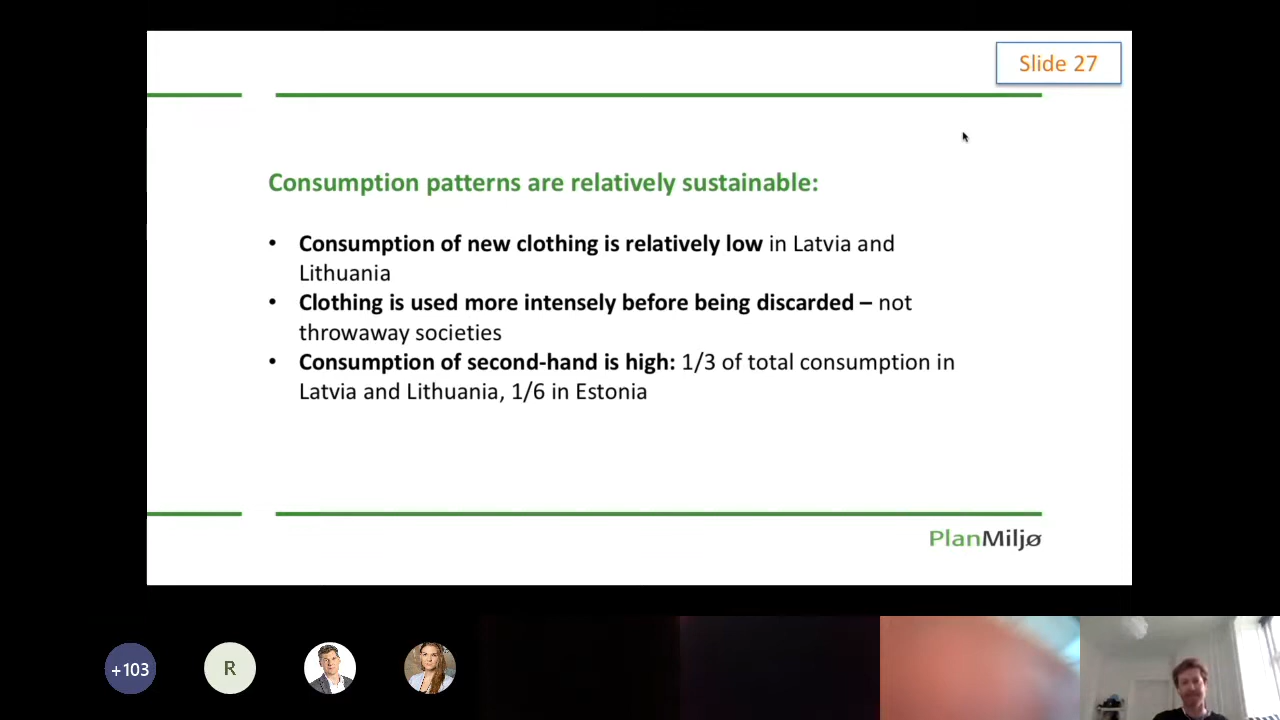 Slide 27
Consumption patterns are relatively sustainable:
• Consumption of new clothing is relatively low in Latvia and
Lithuania
• Clothing is used more intensely before being discarded – not
throwaway societies
• Consumption of second-hand is high: 1/3 of total consumption in
Latvia and Lithuania, 1/6 in Estonia
PlanMiljø
+103
R